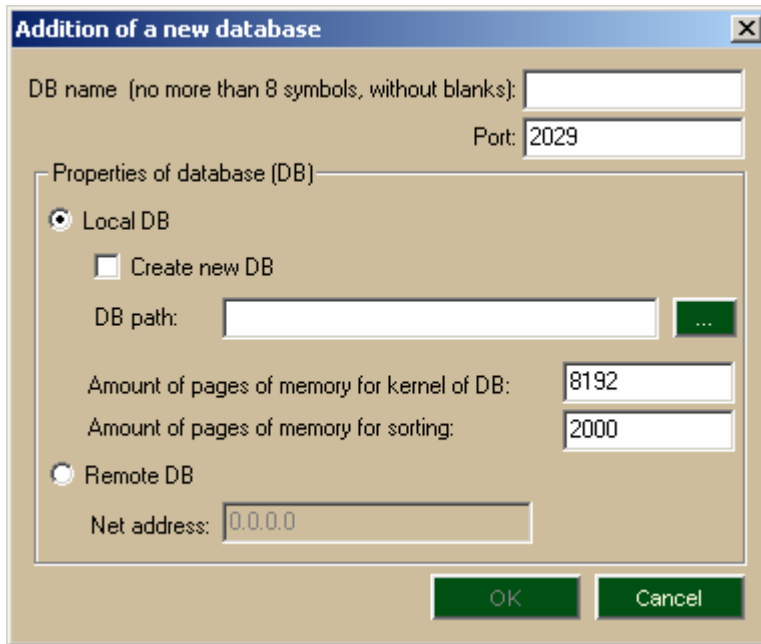 Addition of a new database
DB name (no more than 8 symbols, without blanks):
Port: 2029
Properties of database (DB)
Local DB
Create new DB
DB path: ...
Amount of pages of memory for kernel of DB: 8192
Amount of pages of memory for sorting: 2000
Remote DB
Net address: 0.0.0.0
OK Cancel